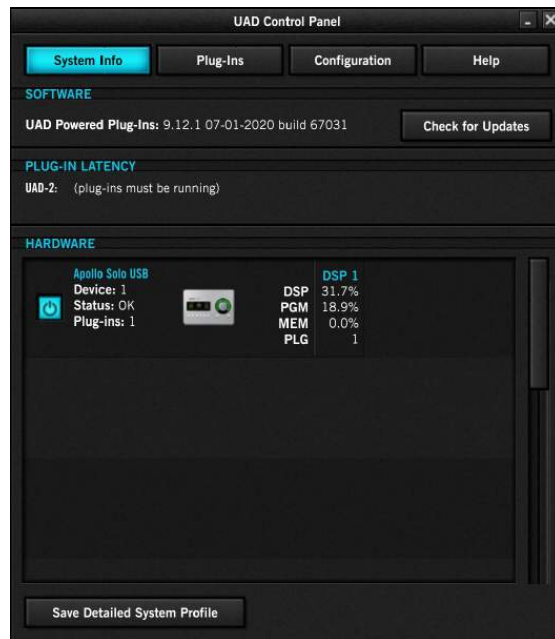 UAD Control Panel
System Info Plug-Ins Configuration Help
SOFTWARE
UAD Powered Plug-Ins: 9.12.1 07-01-2020 build 67031 Check for Updates
PLUG-IN LATENCY
UAD-2: (plug-ins must be running)
HARDWARE
Apollo Solo USB DSP 1
Device: 1 DSP 31.7%
Status: OK PGM 18.9%
Plug-ins: 1 MEM 0.0%
PLG 1
Save Detailed System Profile